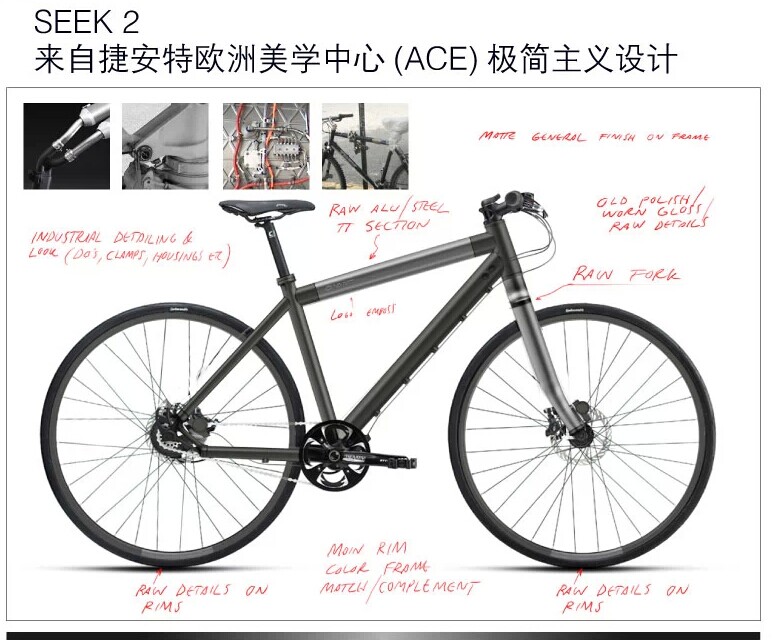 SEEK 2
来自捷安特欧洲美学中心 (ACE) 极简主义设计
MATTE GENERAL FINISH ON FRAME
RAW ALU/STEEL
TT SECTION
OLD POLISH/
WORN GLOSS/
RAW DETAILS
INDUSTRIAL DETAILING &
LOOK (DO'S, CLAMPS, HOUSINGS ETC)
RAW FORK
LOGO EMBOSS
MAIN RIM
COLOR FRAME
MATCH/COMPLEMENT
RAW DETAILS ON
RIMS
RAW DETAILS ON
RIMS